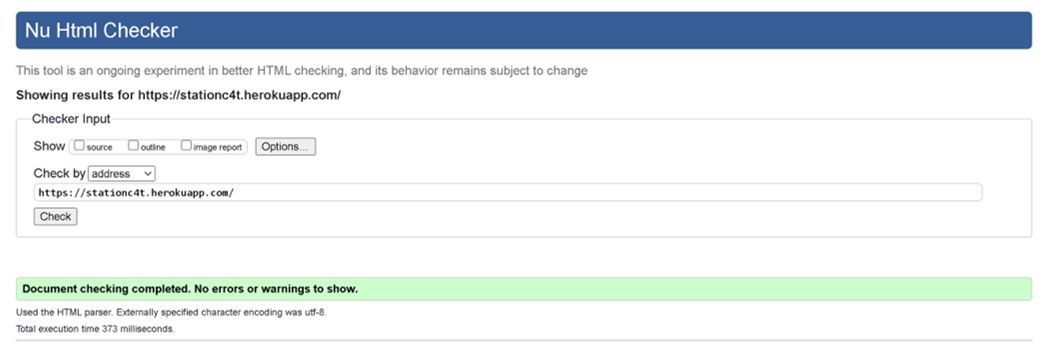 Nu Html Checker
This tool is an ongoing experiment in better HTML checking, and its behavior remains subject to change
Showing results for https://stationc4t.herokuapp.com/
Checker Input
Show source outline image report Options...
Check by address
https://stationc4t.herokuapp.com/
Check
Document checking completed. No errors or warnings to show.
Used the HTML parser. Externally specified character encoding was utf-8.
Total execution time 373 milliseconds.